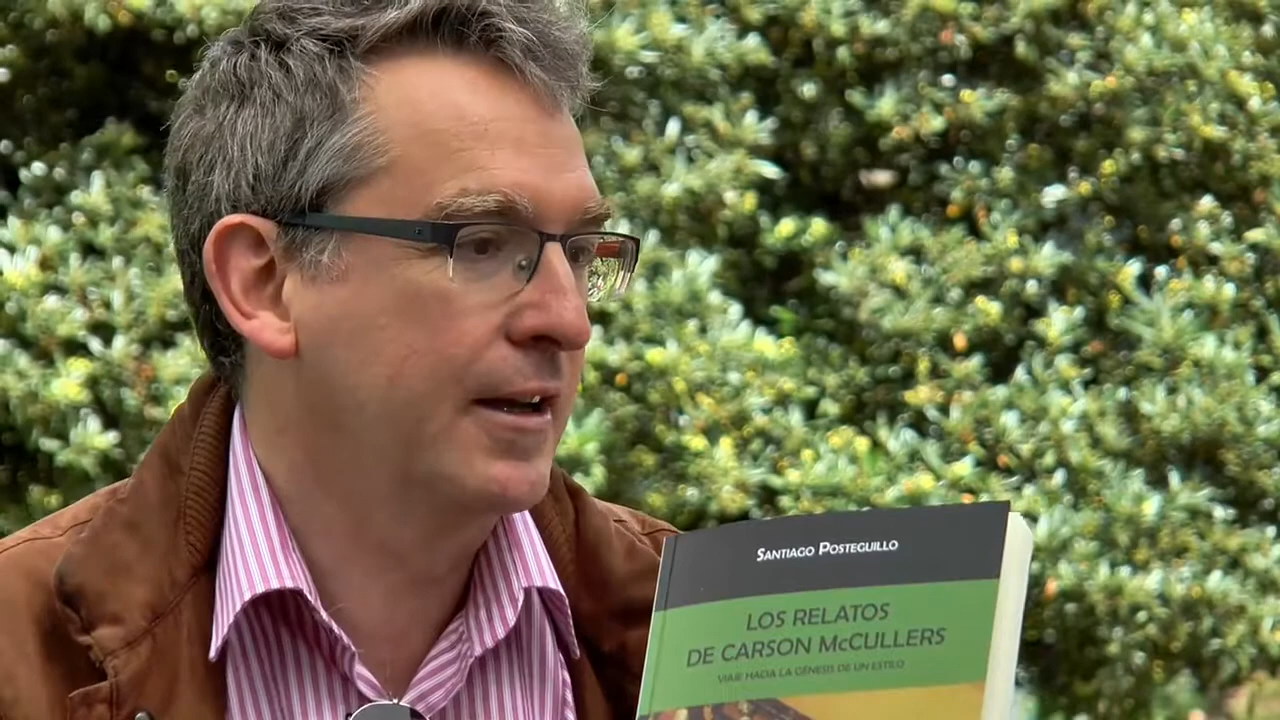 SANTIAGO POSTEGUILLO
LOS RELATOS
DE CARSON McCULLERS
VIAJE HACIA LA GÉNESIS DE UN ESTILO